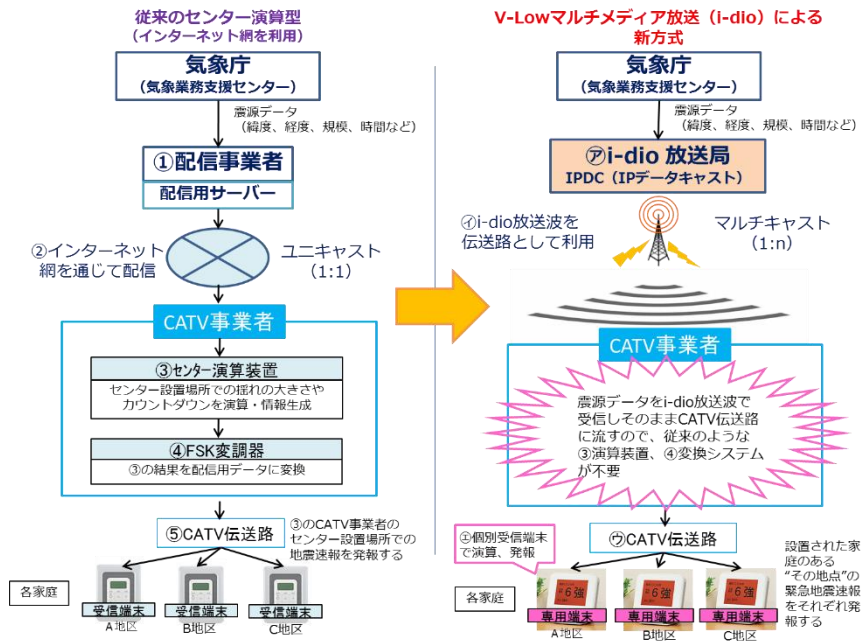 従来のセンター演算型
（インターネット網を利用）
気象庁
（気象業務支援センター）
震源データ
（緯度、経度、規模、時間など）
①配信事業者
配信用サーバー
②インターネット
網を通じて配信
ユニキャスト
(1:1)
CATV事業者
③センター演算装置
センター設置場所での揺れの大きさや
カウントダウンを演算・情報生成
④FSK変調器
③の結果を配信用データに変換
⑤CATV伝送路
③のCATV事業者の
センター設置場所での
地震速報を発報する
各家庭
受信端末
受信端末
受信端末
A地区
B地区
C地区
V-Lowマルチメディア放送（i-dio）による
新方式
気象庁
（気象業務支援センター）
震源データ
（緯度、経度、規模、時間など）
㋐i-dio 放送局
IPDC（IPデータキャスト）
㋑i-dio放送波を
伝送路として利用
マルチキャスト
(1:n)
CATV事業者
震源データをi-dio放送波で
受信しそのままCATV伝送路
に流すので、従来のような
③演算装置、④変換システム
が不要
㋒CATV伝送路
㋓個別受信端末
で演算、発報
設置された家
庭のある
“その地点”の
緊急地震速報
をそれぞれ発
報する
各家庭
6強
6強
6強
専用端末
専用端末
専用端末
A地区
B地区
C地区